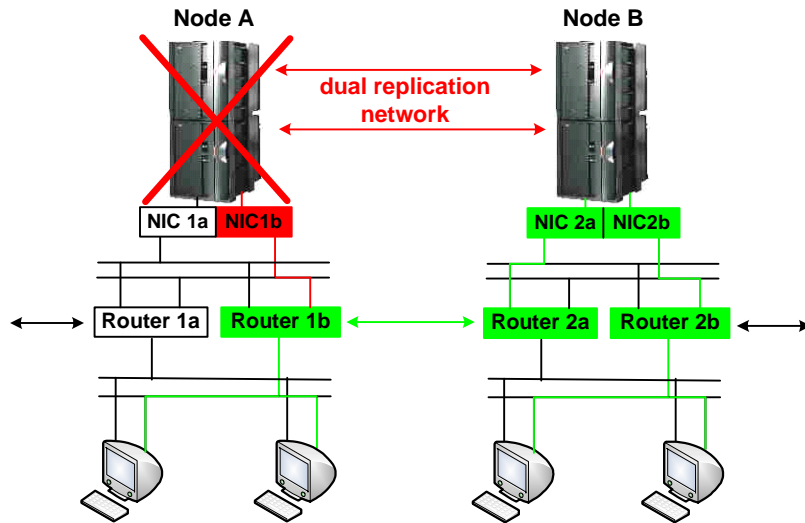 Node A
Node B
dual replication
network
NIC 1a
NIC1b
NIC 2a
NIC2b
Router 1a
Router 1b
Router 2a
Router 2b